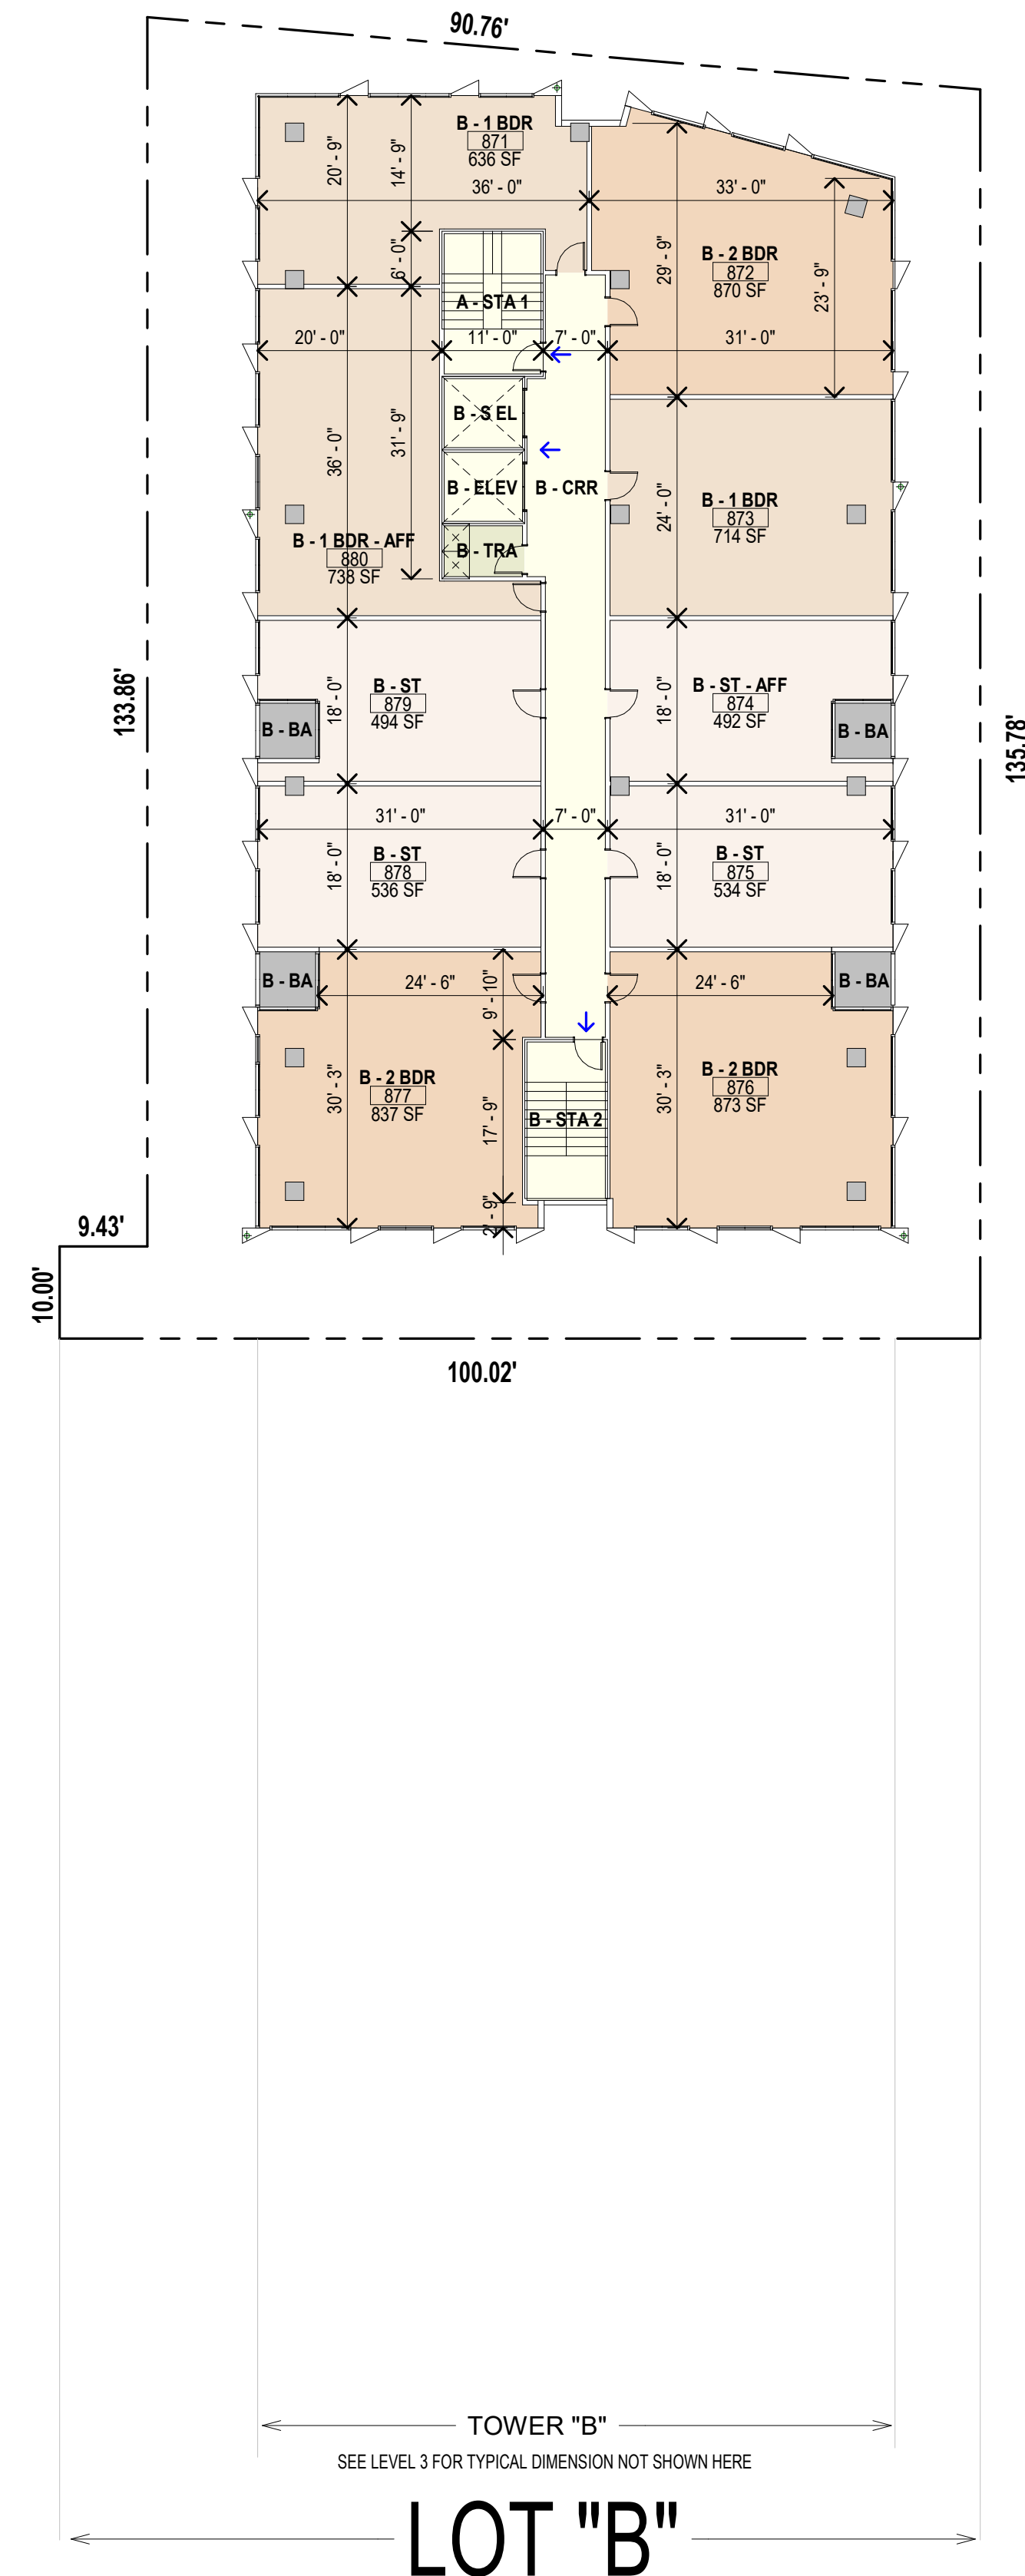 90.76'
B - 1 BDR
871
636 SF
20' - 9"
14' - 9"
36' - 0"
33' - 0"
6' - 0"
29' - 9"
B - 2 BDR
872
870 SF
23' - 9"
A - STA 1
20' - 0"
11' - 0"
7' - 0"
31' - 0"
B - S EL
36' - 0"
31' - 9"
B - ELEV
B - CRR
24' - 0"
B - 1 BDR
873
714 SF
B - 1 BDR - AFF
880
738 SF
B - TRA
133.86'
135.78'
18' - 0"
B - ST
879
494 SF
18' - 0"
B - ST - AFF
874
492 SF
B - BA
B - BA
31' - 0"
7' - 0"
31' - 0"
18' - 0"
B - ST
878
536 SF
18' - 0"
B - ST
875
534 SF
B - BA
24' - 6"
9' - 10"
24' - 6"
B - BA
30' - 3"
B - 2 BDR
877
837 SF
17' - 9"
B - STA 2
30' - 3"
B - 2 BDR
876
873 SF
2' - 9"
9.43'
10.00'
100.02'
TOWER "B"
SEE LEVEL 3 FOR TYPICAL DIMENSION NOT SHOWN HERE
LOT "B"